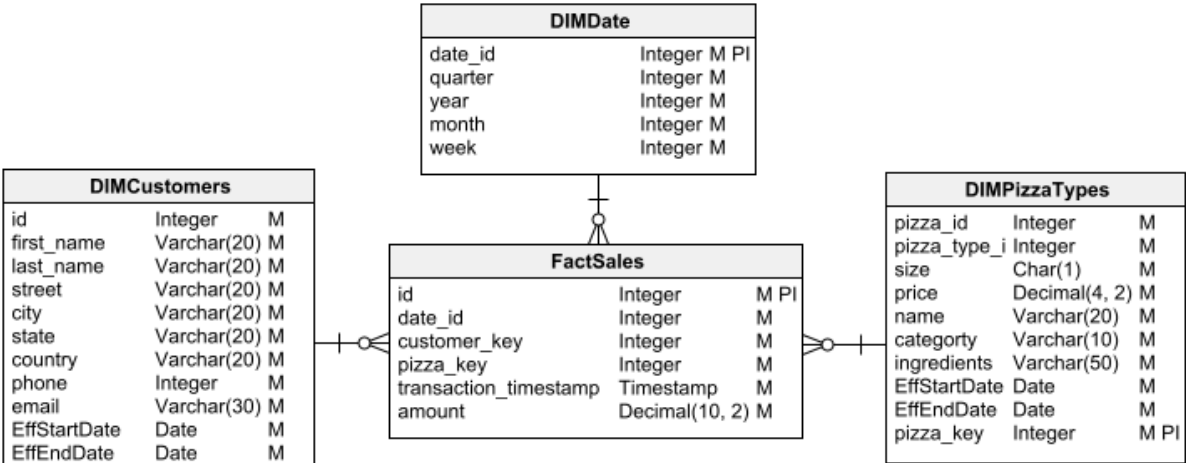 DIMDate
date_id Integer M PI
quarter Integer M
year Integer M
month Integer M
week Integer M
DIMCustomers
id Integer M
first_name Varchar(20) M
last_name Varchar(20) M
street Varchar(20) M
city Varchar(20) M
state Varchar(20) M
country Varchar(20) M
phone Integer M
email Varchar(30) M
EffStartDate Date M
EffEndDate Date M
FactSales
id Integer M PI
date_id Integer M
customer_key Integer M
pizza_key Integer M
transaction_timestamp Timestamp M
amount Decimal(10, 2) M
DIMPizzaTypes
pizza_id Integer M
pizza_type_i Integer M
size Char(1) M
price Decimal(4, 2) M
name Varchar(20) M
categorty Varchar(10) M
ingredients Varchar(50) M
EffStartDate Date M
EffEndDate Date M
pizza_key Integer M PI